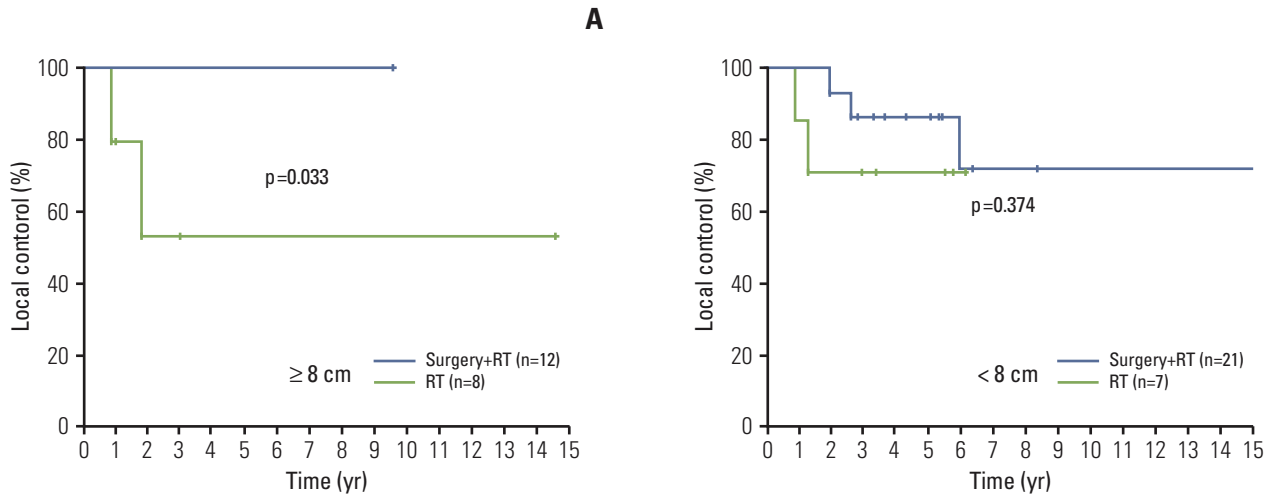 A
100
80
60
40
20
0
Local contorol (%)
p=0.033
≥ 8 cm
Surgery+RT (n=12)
RT (n=8)
0 1 2 3 4 5 6 7 8 9 10 11 12 13 14 15
Time (yr)
100
80
60
40
20
0
Local contorol (%)
p=0.374
< 8 cm
Surgery+RT (n=21)
RT (n=7)
0 1 2 3 4 5 6 7 8 9 10 11 12 13 14 15
Time (yr)